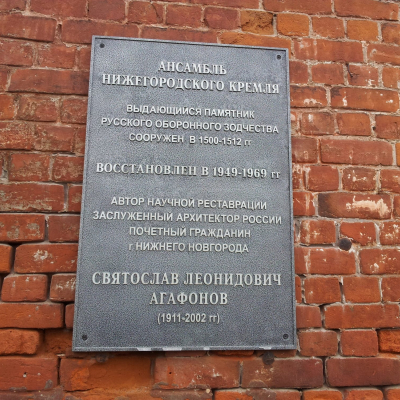 АНСАМБЛЬ
НИЖЕГОРОДСКОГО КРЕМЛЯ
ВЫДАЮЩИЙСЯ ПАМЯТНИК
РУССКОГО ОБОРОННОГО ЗОДЧЕСТВА
СООРУЖЕН В 1500-1512 гг.
ВОССТАНОВЛЕН В 1949-1969 гг
АВТОР НАУЧНОЙ РЕСТАВРАЦИИ
ЗАСЛУЖЕННЫЙ АРХИТЕКТОР РОССИИ
ПОЧЕТНЫЙ ГРАЖДАНИН
г. НИЖНЕГО НОВГОРОДА
СВЯТОСЛАВ ЛЕОНИДОВИЧ
АГАФОНОВ
(1911-2002 гг)